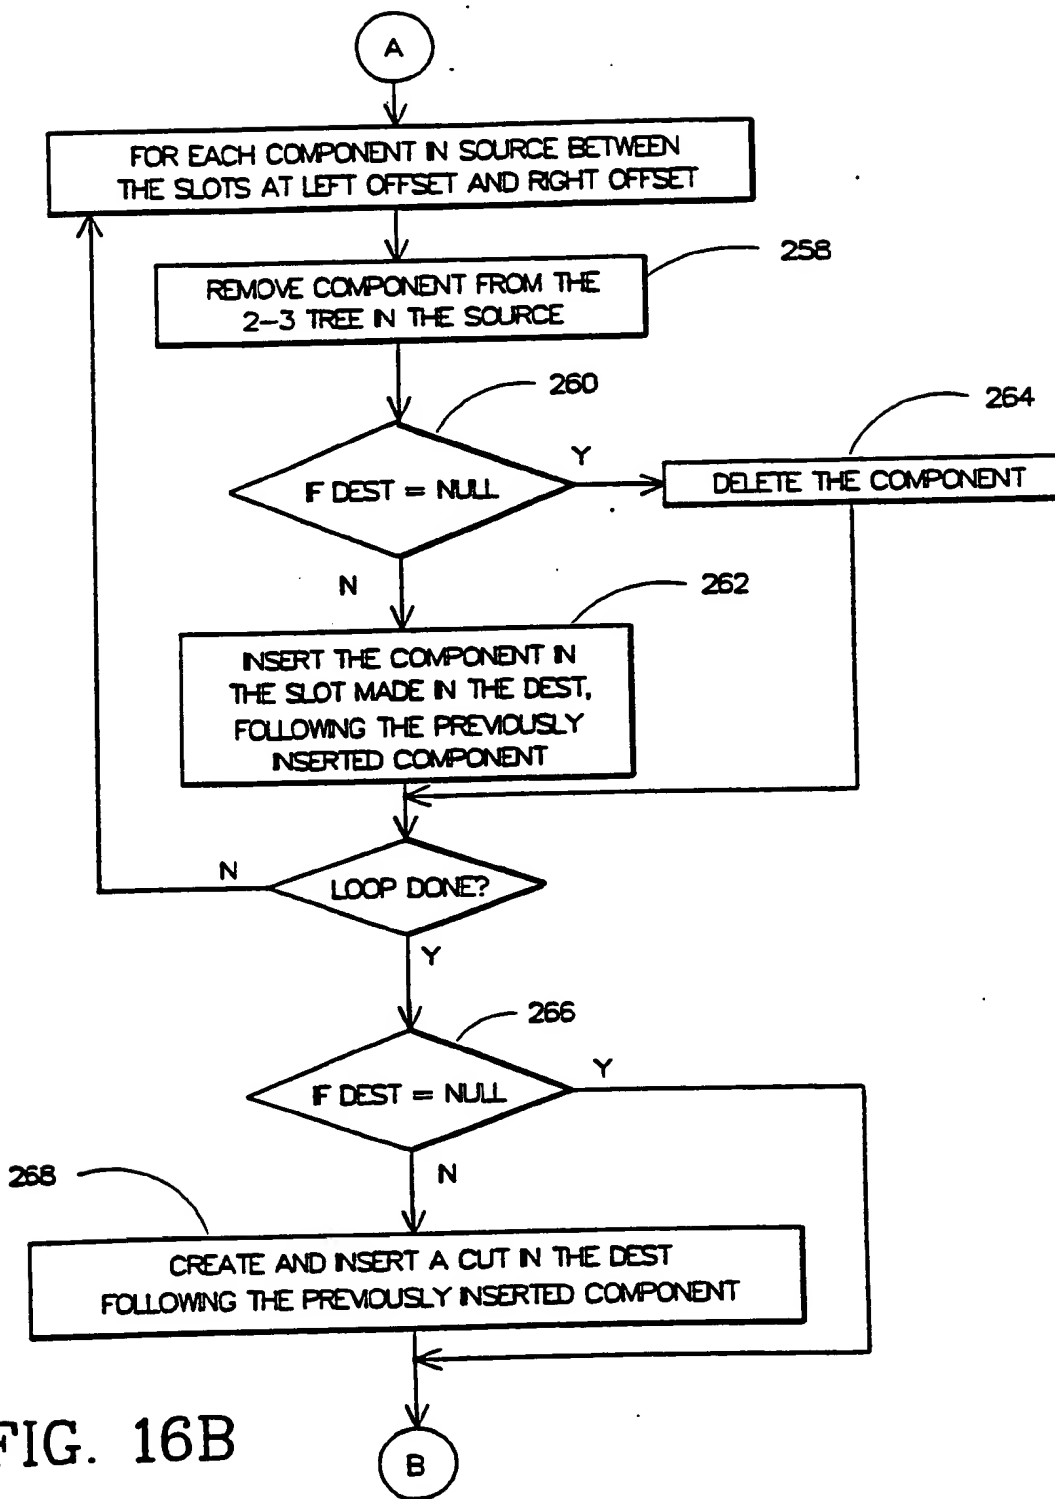 A
FOR EACH COMPONENT IN SOURCE BETWEEN
THE SLOTS AT LEFT OFFSET AND RIGHT OFFSET
258
REMOVE COMPONENT FROM THE
2-3 TREE IN THE SOURCE
260
264
IF DEST = NULL
Y
DELETE THE COMPONENT
N
262
INSERT THE COMPONENT IN
THE SLOT MADE IN THE DEST,
FOLLOWING THE PREVIOUSLY
INSERTED COMPONENT
N
LOOP DONE?
Y
266
IF DEST = NULL
Y
N
268
CREATE AND INSERT A CUT IN THE DEST
FOLLOWING THE PREVIOUSLY INSERTED COMPONENT
FIG. 16B
B